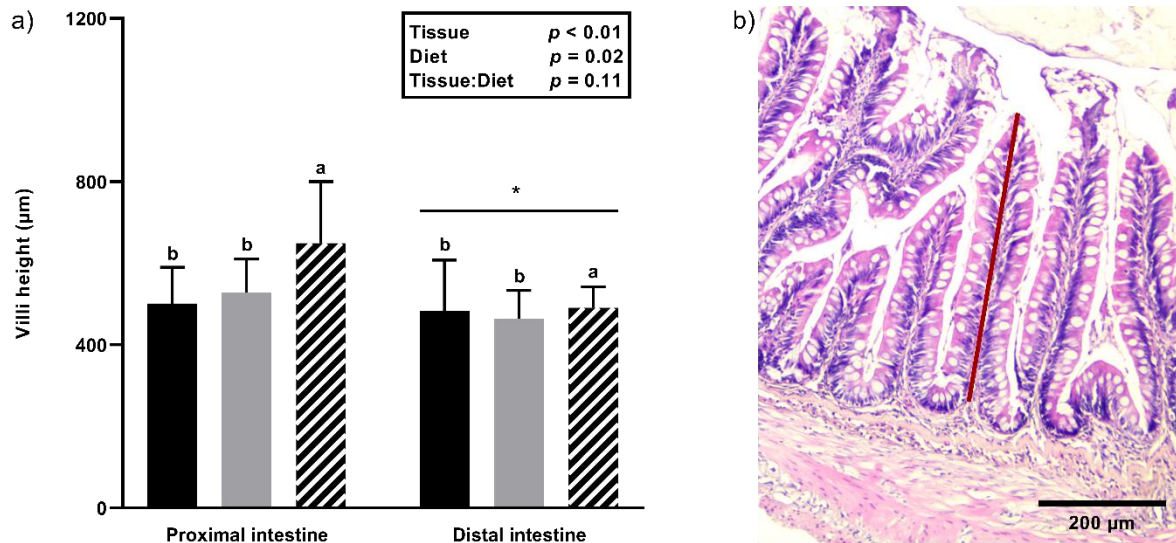 a)
1200
800
400
0
Villi height (µm)
Tissue p < 0.01
Diet p = 0.02
Tissue:Diet p = 0.11
b
b
a
*
b
b
a
Proximal intestine
Distal intestine
b)
200 µm